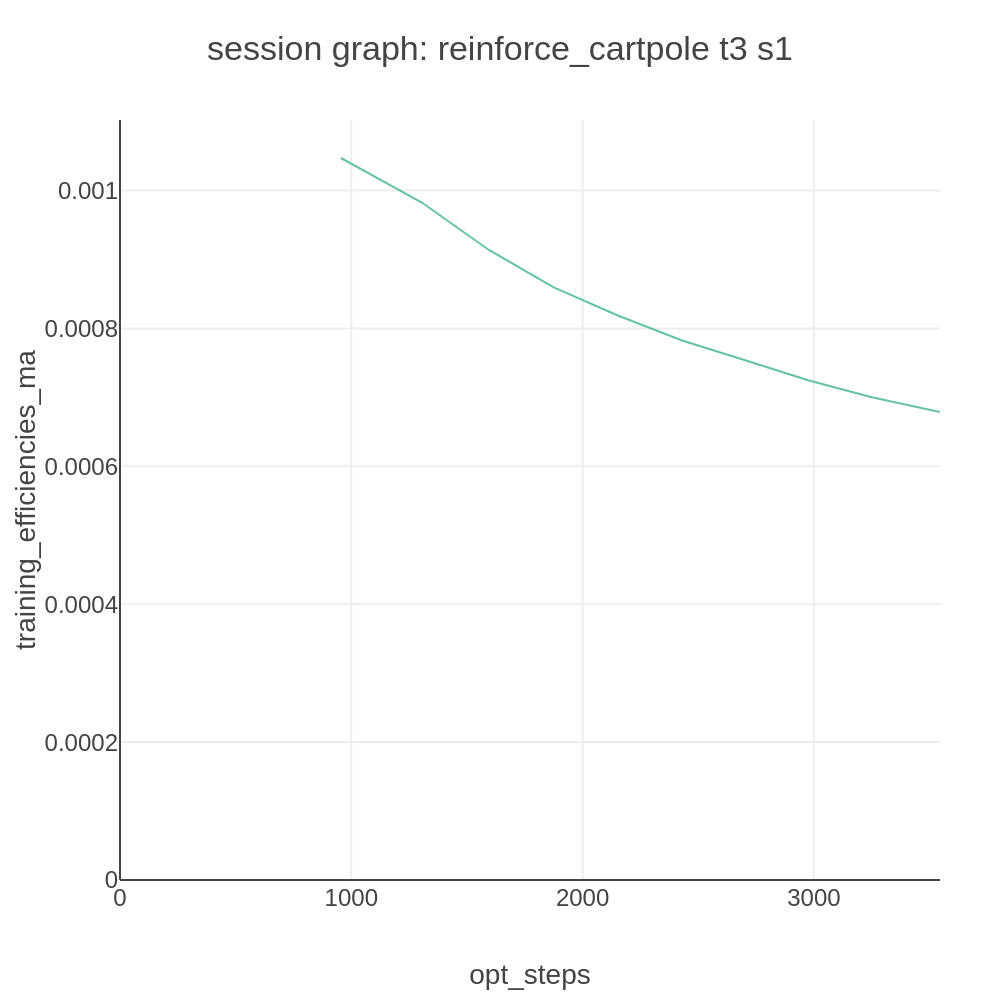 session graph: reinforce_cartpole t3 s1
training_efficiencies_ma
0.001
0.0008
0.0006
0.0004
0.0002
0
0 1000 2000 3000
opt_steps